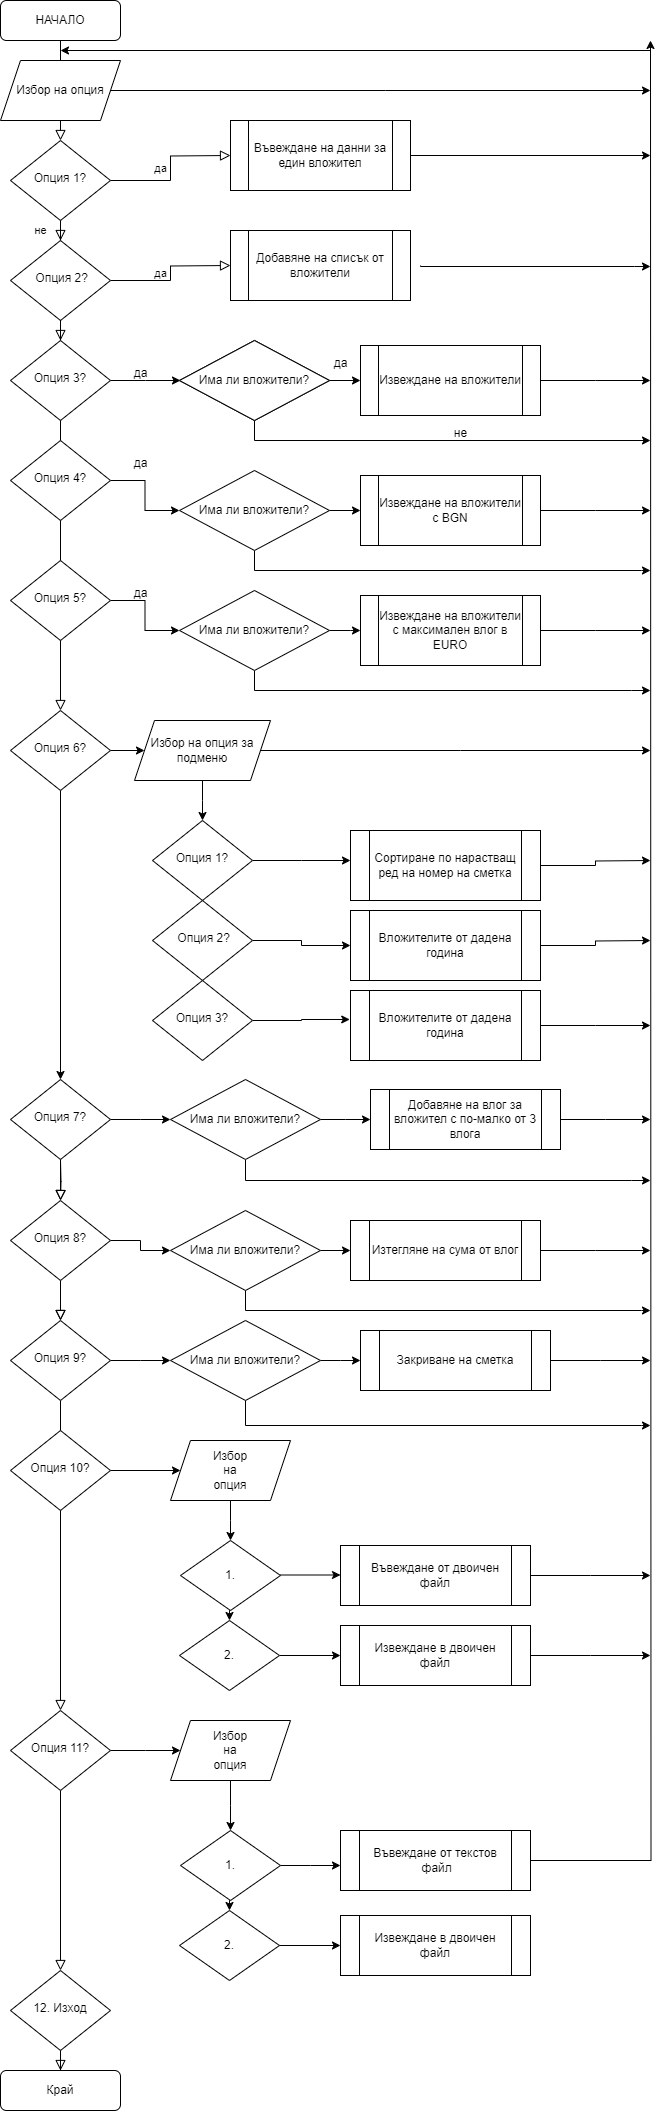 НАЧАЛО
Избор на опция
Опция 1?
да
Въвеждане на данни за
един вложител
не
Опция 2?
да
Добавяне на списък от
вложители
Опция 3?
да
Има ли вложители?
да
Извеждане на вложители
не
Опция 4?
да
Има ли вложители?
Извеждане на вложители
с BGN
Опция 5?
да
Има ли вложители?
Извеждане на вложители
с максимален влог в
EURO
Опция 6?
Избор на опция за
подменю
Опция 1?
Сортиране по нарастващ
ред на номер на сметка
Опция 2?
Вложителите от дадена
година
Опция 3?
Вложителите от дадена
година
Опция 7?
Има ли вложители?
Добавяне на влог за
вложител с по-малко от 3
влога
Опция 8?
Има ли вложители?
Изтегляне на сума от влог
Опция 9?
Има ли вложители?
Закриване на сметка
Опция 10?
Избор
на
опция
1.
Въвеждане от двоичен
файл
2.
Извеждане в двоичен
файл
Опция 11?
Избор
на
опция
1.
Въвеждане от текстов
файл
2.
Извеждане в двоичен
файл
12. Изход
Край